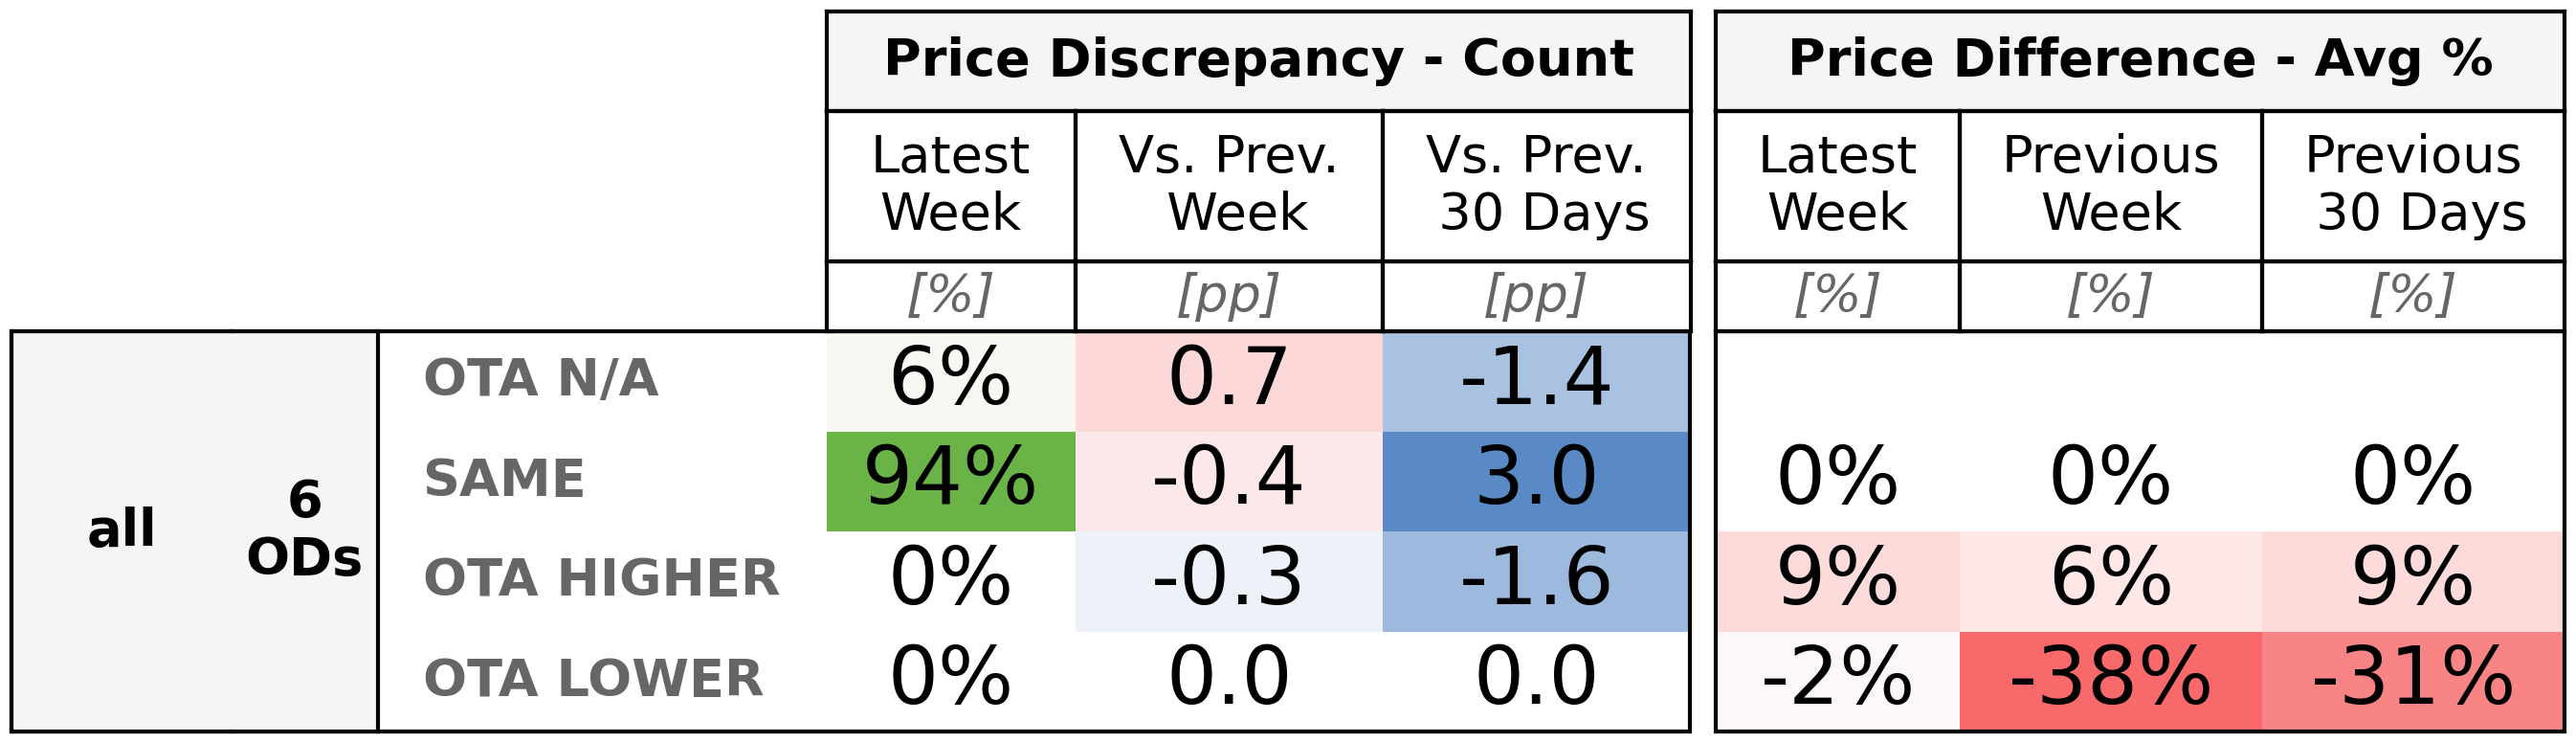 Price Discrepancy - Count Price Difference - Avg %
Latest Week Vs. Prev. Week Vs. Prev. 30 Days Latest Week Previous Week Previous 30 Days
[%] [pp] [pp] [%] [%] [%]
all 6 ODs
OTA N/A 6% 0.7 -1.4
SAME 94% -0.4 3.0 0% 0% 0%
OTA HIGHER 0% -0.3 -1.6 9% 6% 9%
OTA LOWER 0% 0.0 0.0 -2% -38% -31%